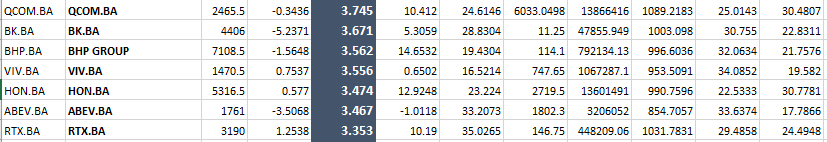 QCOM.BA QCOM.BA 2465.5 -0.3436 3.745 10.412 24.6146 6033.0498 13866416 1089.2183 25.0143 30.4807
BK.BA BK.BA 4406 -5.2371 3.671 5.3059 28.8304 11.25 47855.949 1003.098 30.755 22.8311
BHP.BA BHP GROUP 7108.5 -1.5648 3.562 14.6532 19.4304 114.1 792134.13 996.6036 32.0634 21.7576
VIV.BA VIV.BA 1470.5 0.7537 3.556 0.6502 16.5214 747.65 1067287.1 953.5091 34.0852 19.582
HON.BA HON.BA 5316.5 0.577 3.474 12.9248 23.224 2719.5 13601491 990.7596 22.5333 30.7781
ABEV.BA ABEV.BA 1761 -3.5068 3.467 -1.0118 33.2073 1802.3 3206052 854.7057 33.6374 17.7866
RTX.BA RTX.BA 3190 1.2538 3.353 10.19 35.0265 146.75 448209.06 1031.7831 29.4858 24.4948